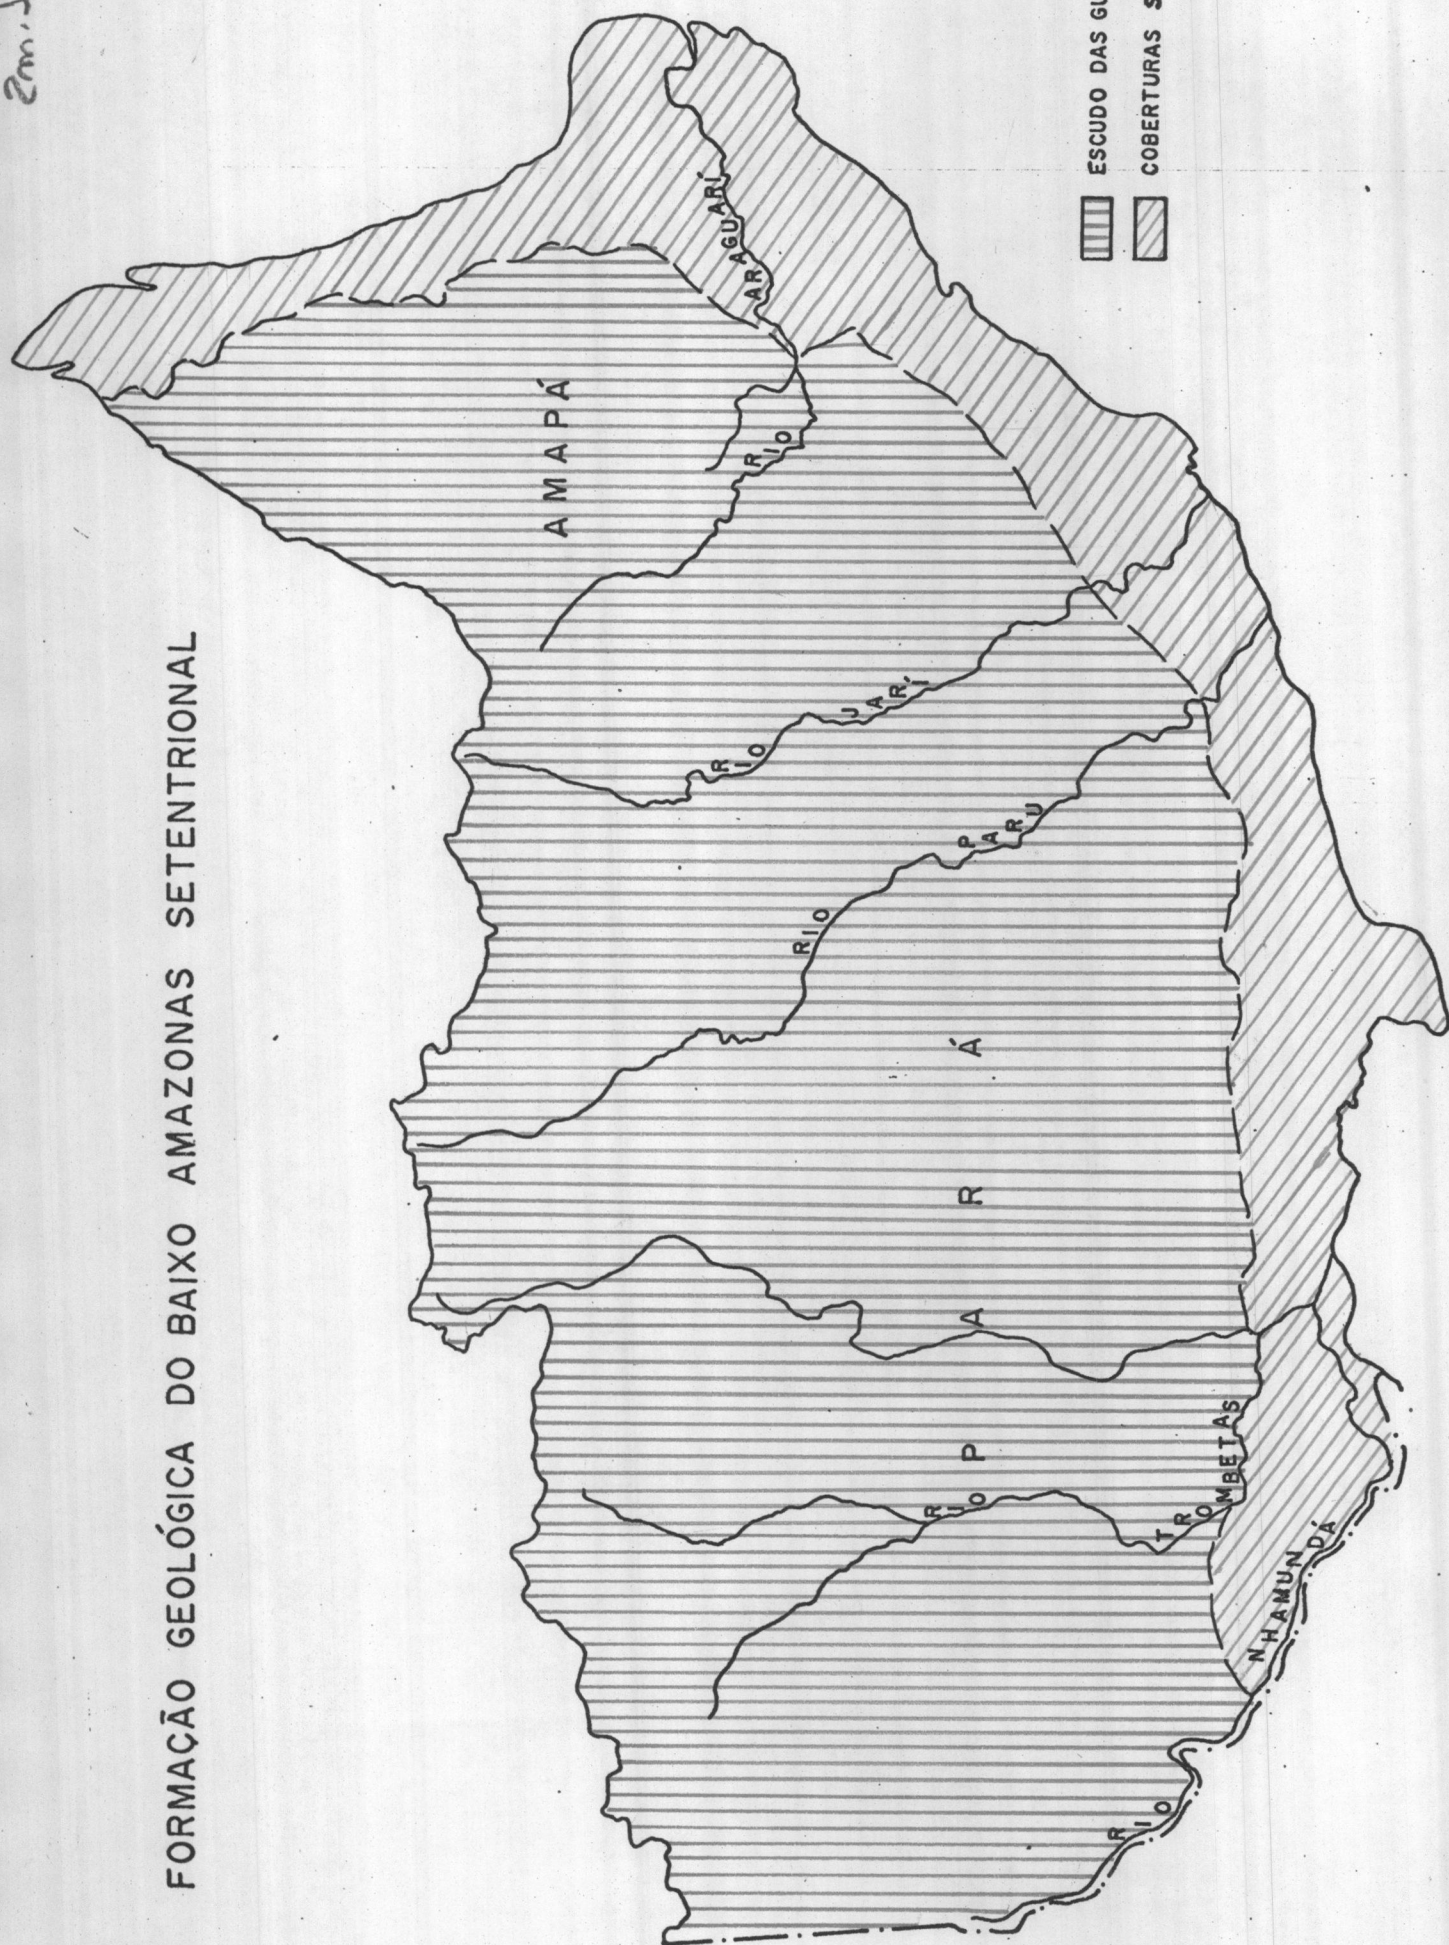 FORMAÇÃO GEOLÓGICA DO BAIXO AMAZONAS SETENTRIONAL
AMAPÁ
RIO ARAGUARÍ
RIO JARÍ
RIO PARU
PARÁ
RIO TROMBETAS
RIO NHAMUNDÁ
ESCUDO DAS
COBERTURAS